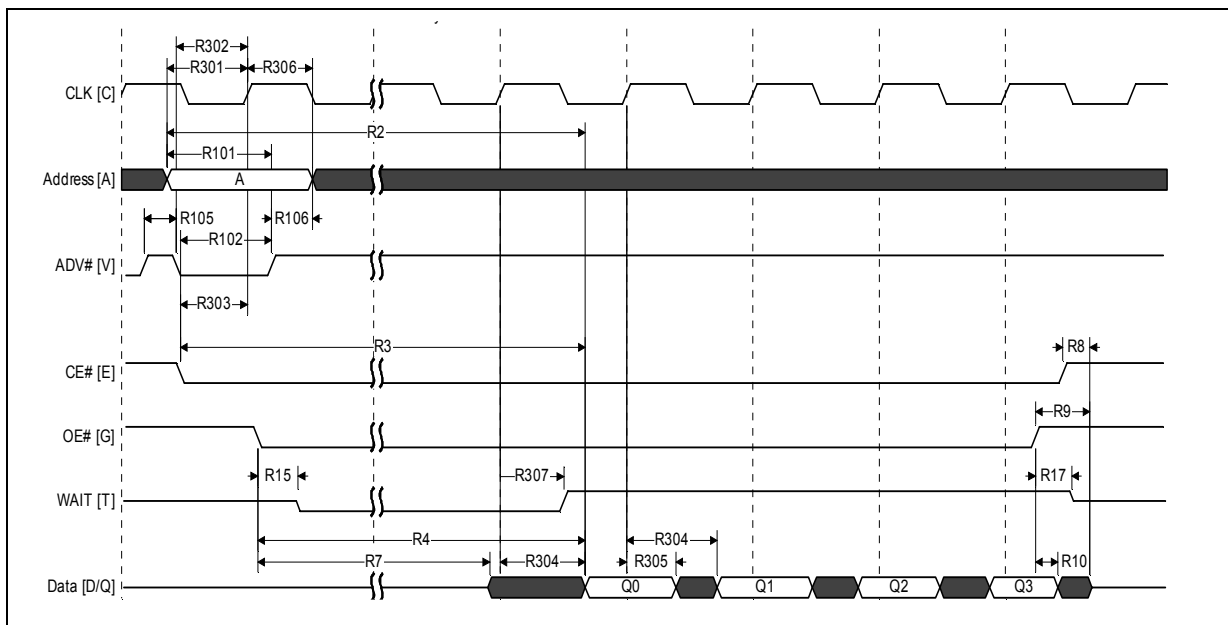 R302
R301
R306
CLK [C]
R2
R101
Address [A]
A
R105
R106
R102
ADV# [V]
R303
R3
R8
CE# [E]
R9
OE# [G]
R15
R307
R17
WAIT [T]
R4
R304
R7
R304
R305
R10
Data [D/Q]
Q0
Q1
Q2
Q3